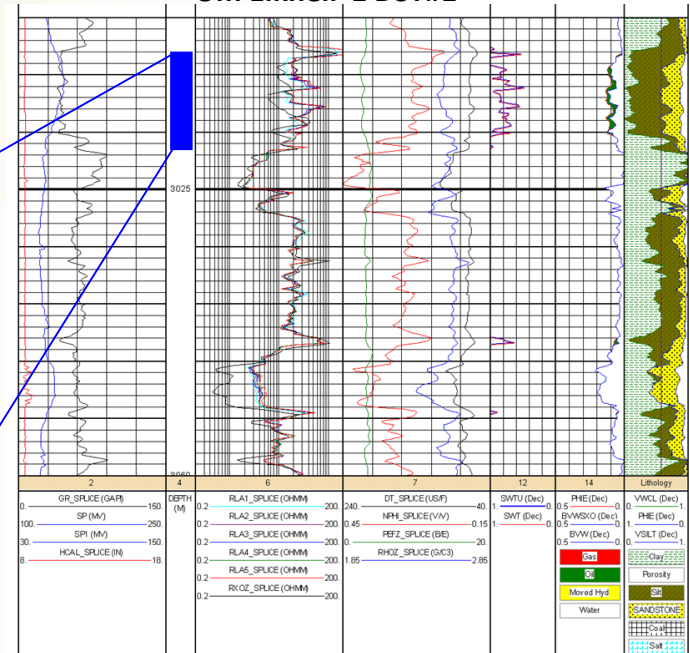 3025
2 4 6 7 12 14 Lithology
GR_SPLICE (GAPI)
0. 150.
SP (MV)
100. 250.
SPI (MV)
30. 150.
HCAL_SPLICE (IN)
8. 18.
DEPTH
(M)
RLA1_SPLICE (OHMM)
0.2 200.
RLA2_SPLICE (OHMM)
0.2 200.
RLA3_SPLICE (OHMM)
0.2 200.
RLA4_SPLICE (OHMM)
0.2 200.
RLA5_SPLICE (OHMM)
0.2 200.
RXOZ_SPLICE (OHMM)
0.2 200.
DT_SPLICE (US/F)
240. 40.
NPHI_SPLICE (V/V)
0.45 -0.15
PEFZ_SPLICE (B/E)
0. 20.
RHOZ_SPLICE (G/C3)
1.85 2.85
SWTU (Dec)
1. 0.
SWT (Dec)
1. 0.
PHIE (Dec)
0.5 0.
BVWSXO (Dec)
0.5 0.
BVW (Dec)
0.5 0.
Gas
Oil
Moved Hyd
Water
VWCL (Dec)
0. 1.
PHIE (Dec)
1. 0.
VSILT (Dec)
0. 1.
Clay
Porosity
Silt
SANDSTONE
Coal
Salt